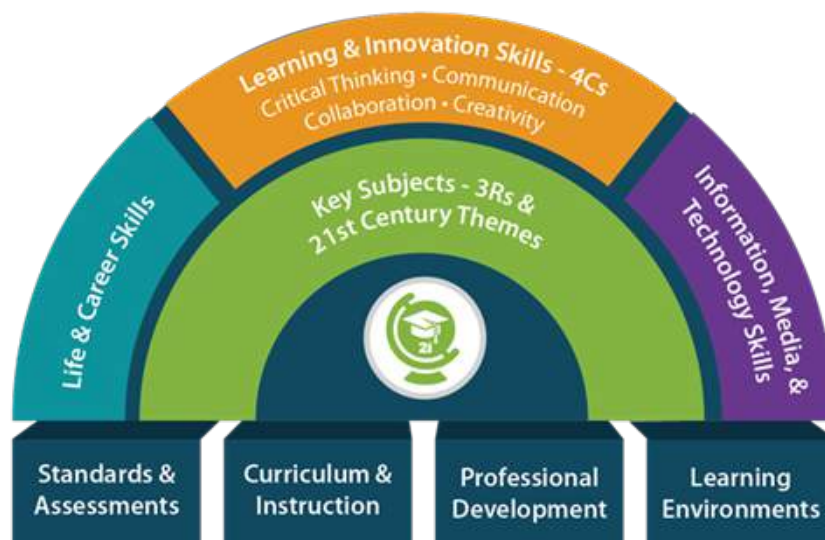 Learning & Innovation Skills - 4Cs
Critical Thinking • Communication
Collaboration • Creativity
Life & Career Skills
Key Subjects - 3Rs &
21st Century Themes
Information, Media, &
Technology Skills
21
Standards &
Assessments
Curriculum &
Instruction
Professional
Development
Learning
Environments